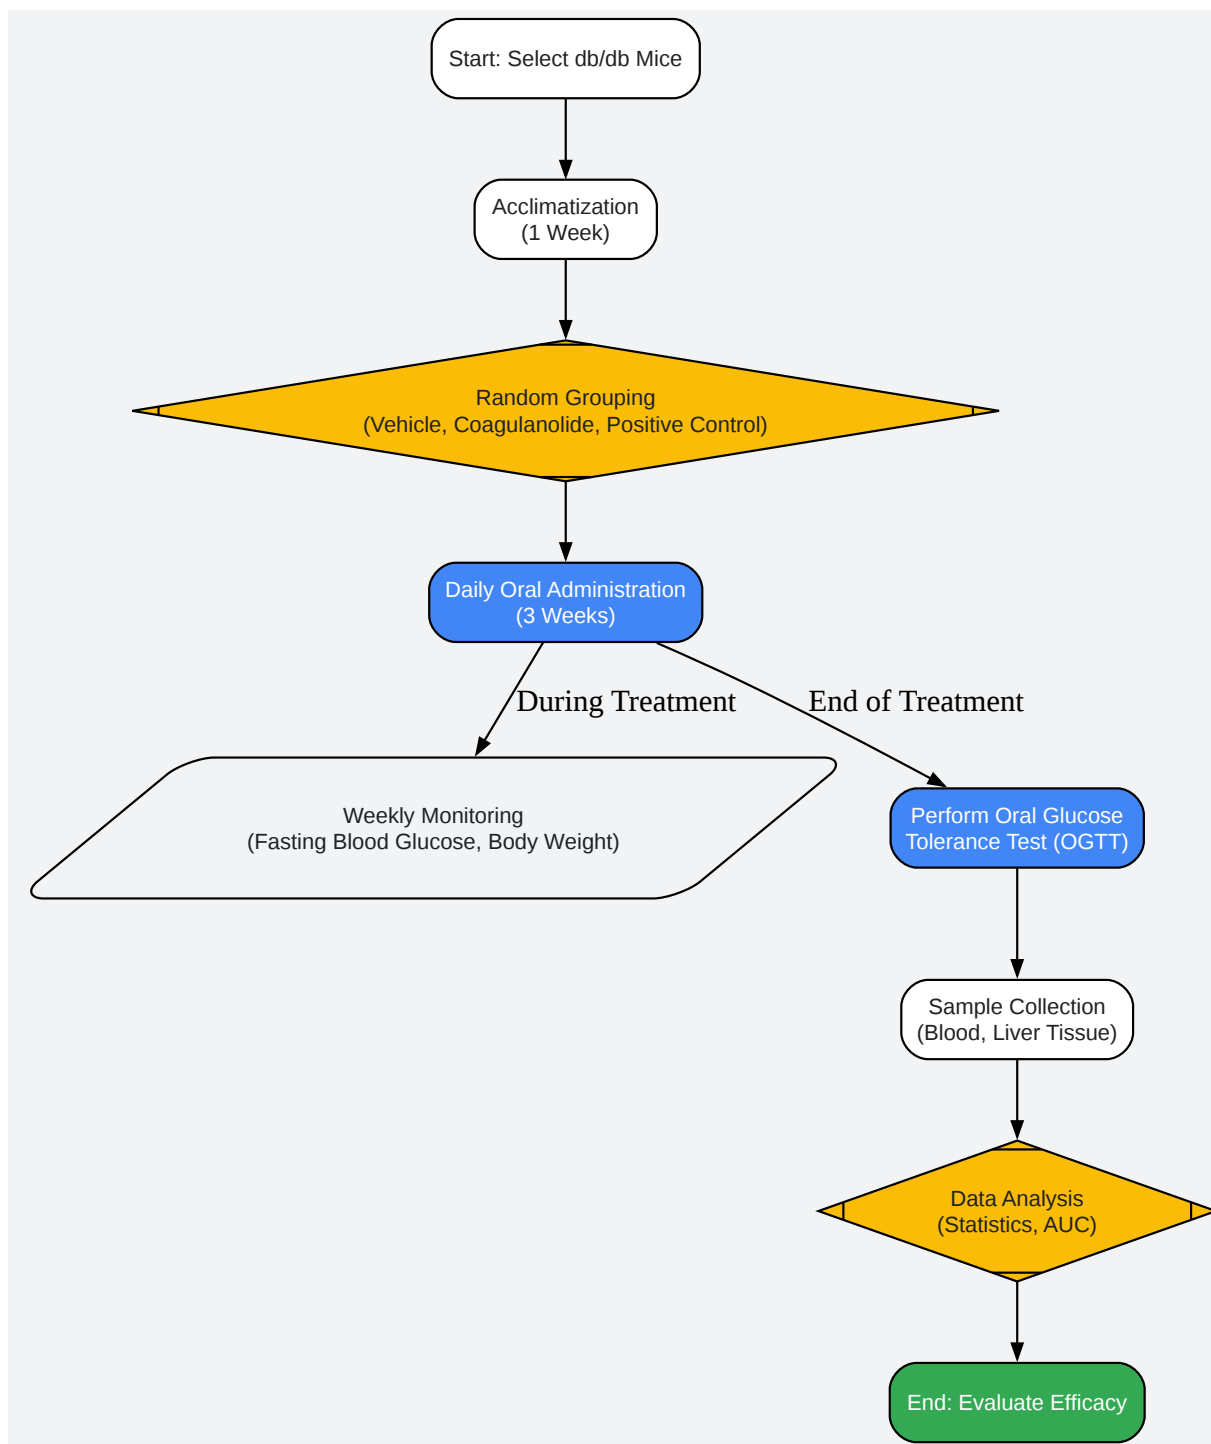 Start: Select db/db Mice
Acclimatization
(1 Week)
Random Grouping
(Vehicle, Coagulanolide, Positive Control)
Daily Oral Administration
(3 Weeks)
During Treatment
End of Treatment
Weekly Monitoring
(Fasting Blood Glucose, Body Weight)
Perform Oral Glucose
Tolerance Test (OGTT)
Sample Collection
(Blood, Liver Tissue)
Data Analysis
(Statistics, AUC)
End: Evaluate Efficacy